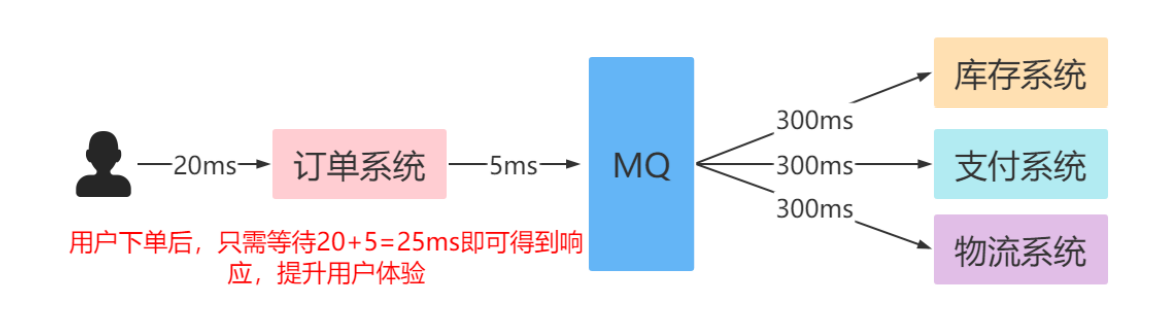 20ms
订单系统
5ms
MQ
300ms
300ms
300ms
库存系统
支付系统
物流系统
用户下单后，只需等待20+5=25ms即可得到响
应，提升用户体验